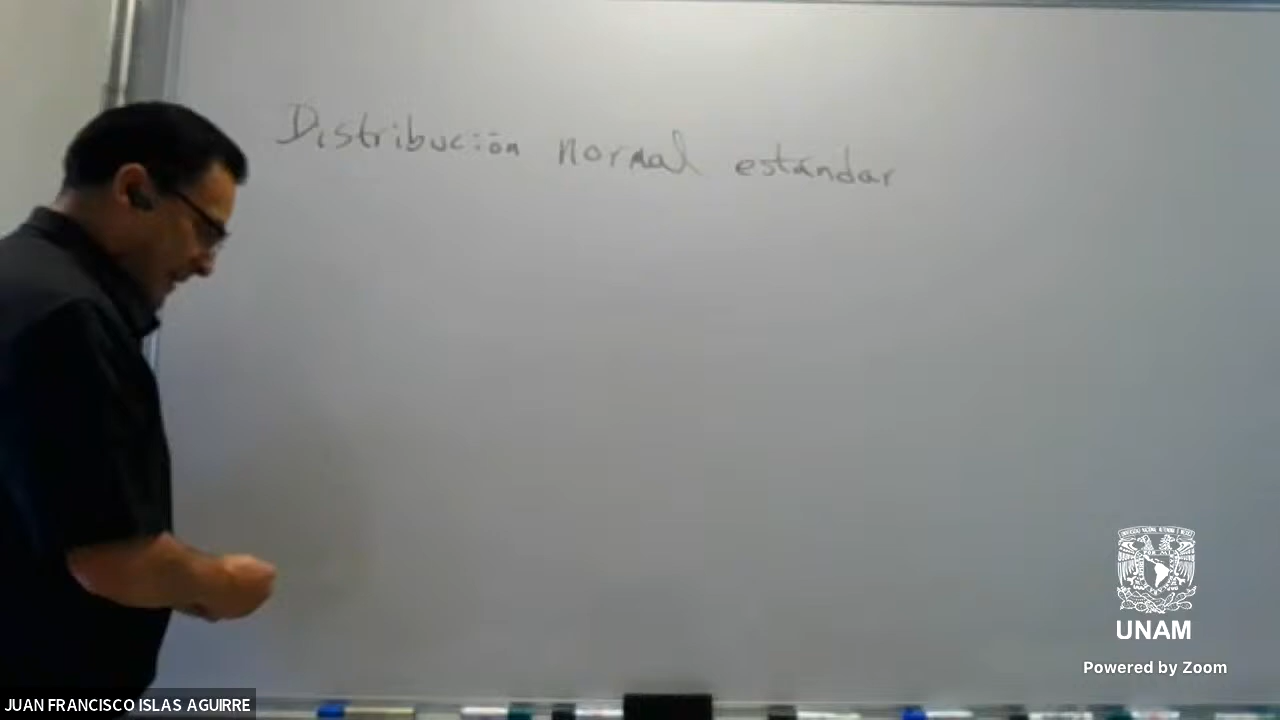 Distribución normal estándar
UNAM
Powered by Zoom
JUAN FRANCISCO ISLAS AGUIRRE